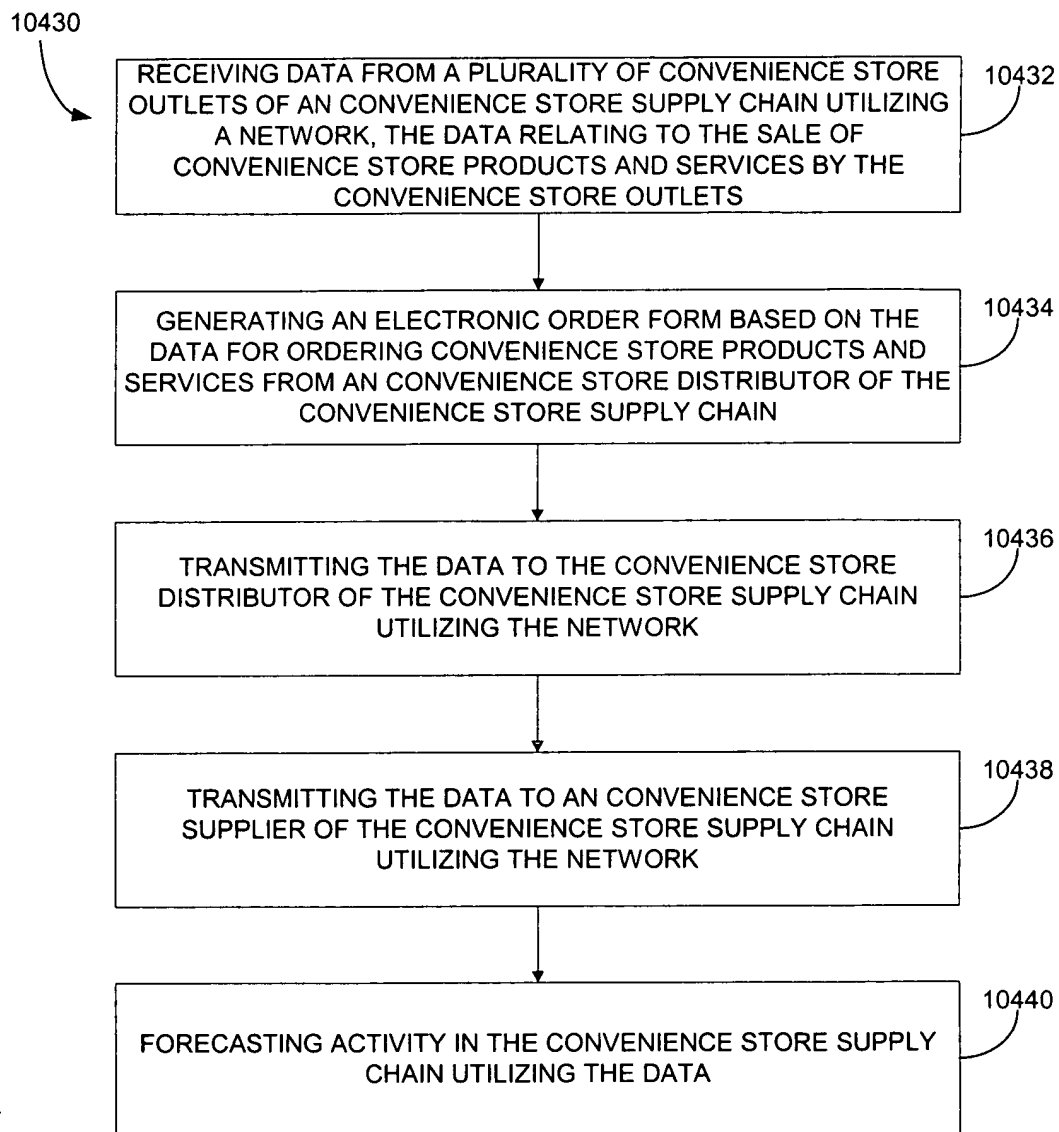 10430
RECEIVING DATA FROM A PLURALITY OF CONVENIENCE STORE
OUTLETS OF AN CONVENIENCE STORE SUPPLY CHAIN UTILIZING
A NETWORK, THE DATA RELATING TO THE SALE OF
CONVENIENCE STORE PRODUCTS AND SERVICES BY THE
CONVENIENCE STORE OUTLETS
10432
GENERATING AN ELECTRONIC ORDER FORM BASED ON THE
DATA FOR ORDERING CONVENIENCE STORE PRODUCTS AND
SERVICES FROM AN CONVENIENCE STORE DISTRIBUTOR OF THE
CONVENIENCE STORE SUPPLY CHAIN
10434
TRANSMITTING THE DATA TO THE CONVENIENCE STORE
DISTRIBUTOR OF THE CONVENIENCE STORE SUPPLY CHAIN
UTILIZING THE NETWORK
10436
TRANSMITTING THE DATA TO AN CONVENIENCE STORE
SUPPLIER OF THE CONVENIENCE STORE SUPPLY CHAIN
UTILIZING THE NETWORK
10438
FORECASTING ACTIVITY IN THE CONVENIENCE STORE SUPPLY
CHAIN UTILIZING THE DATA
10440